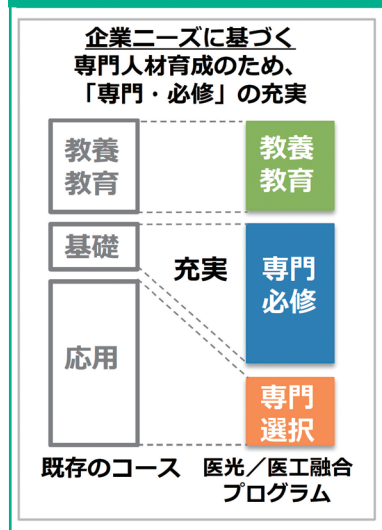 企業ニーズに基づく
専門人材育成のため、
「専門・必修」の充実
教養
教育
基礎
応用
既存のコース
充実
教養
教育
専門
必修
専門
選択
医光／医工融合
プログラム